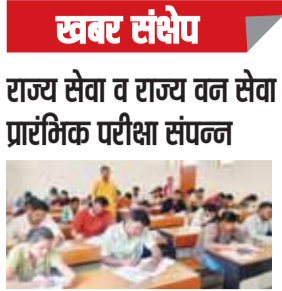 खबर संक्षेप
राज्य सेवा व राज्य वन सेवा
प्रारंभिक परीक्षा संपन्न